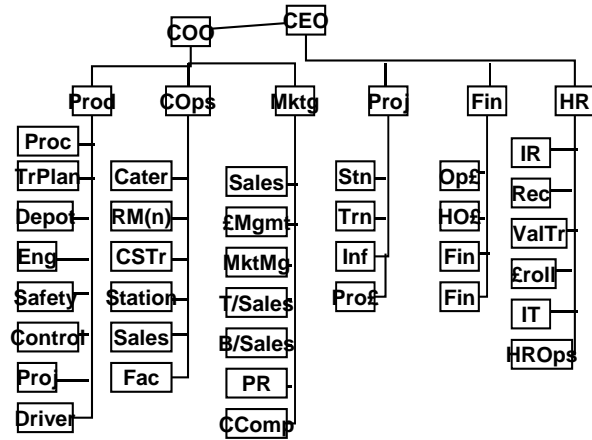 CEO
COO
Prod
COps
Mktg
Proj
Fin
HR
Proc
TrPlan
Depot
Eng
Safety
Control
Proj
Driver
Cater
RM(n)
CSTr
Station
Sales
Fac
Sales
£Mgmt
MktMg
T/Sales
B/Sales
PR
CComp
Stn
Trn
Inf
Pro£
Op£
HO£
Fin
Fin
IR
Rec
ValTr
£roll
IT
HROps